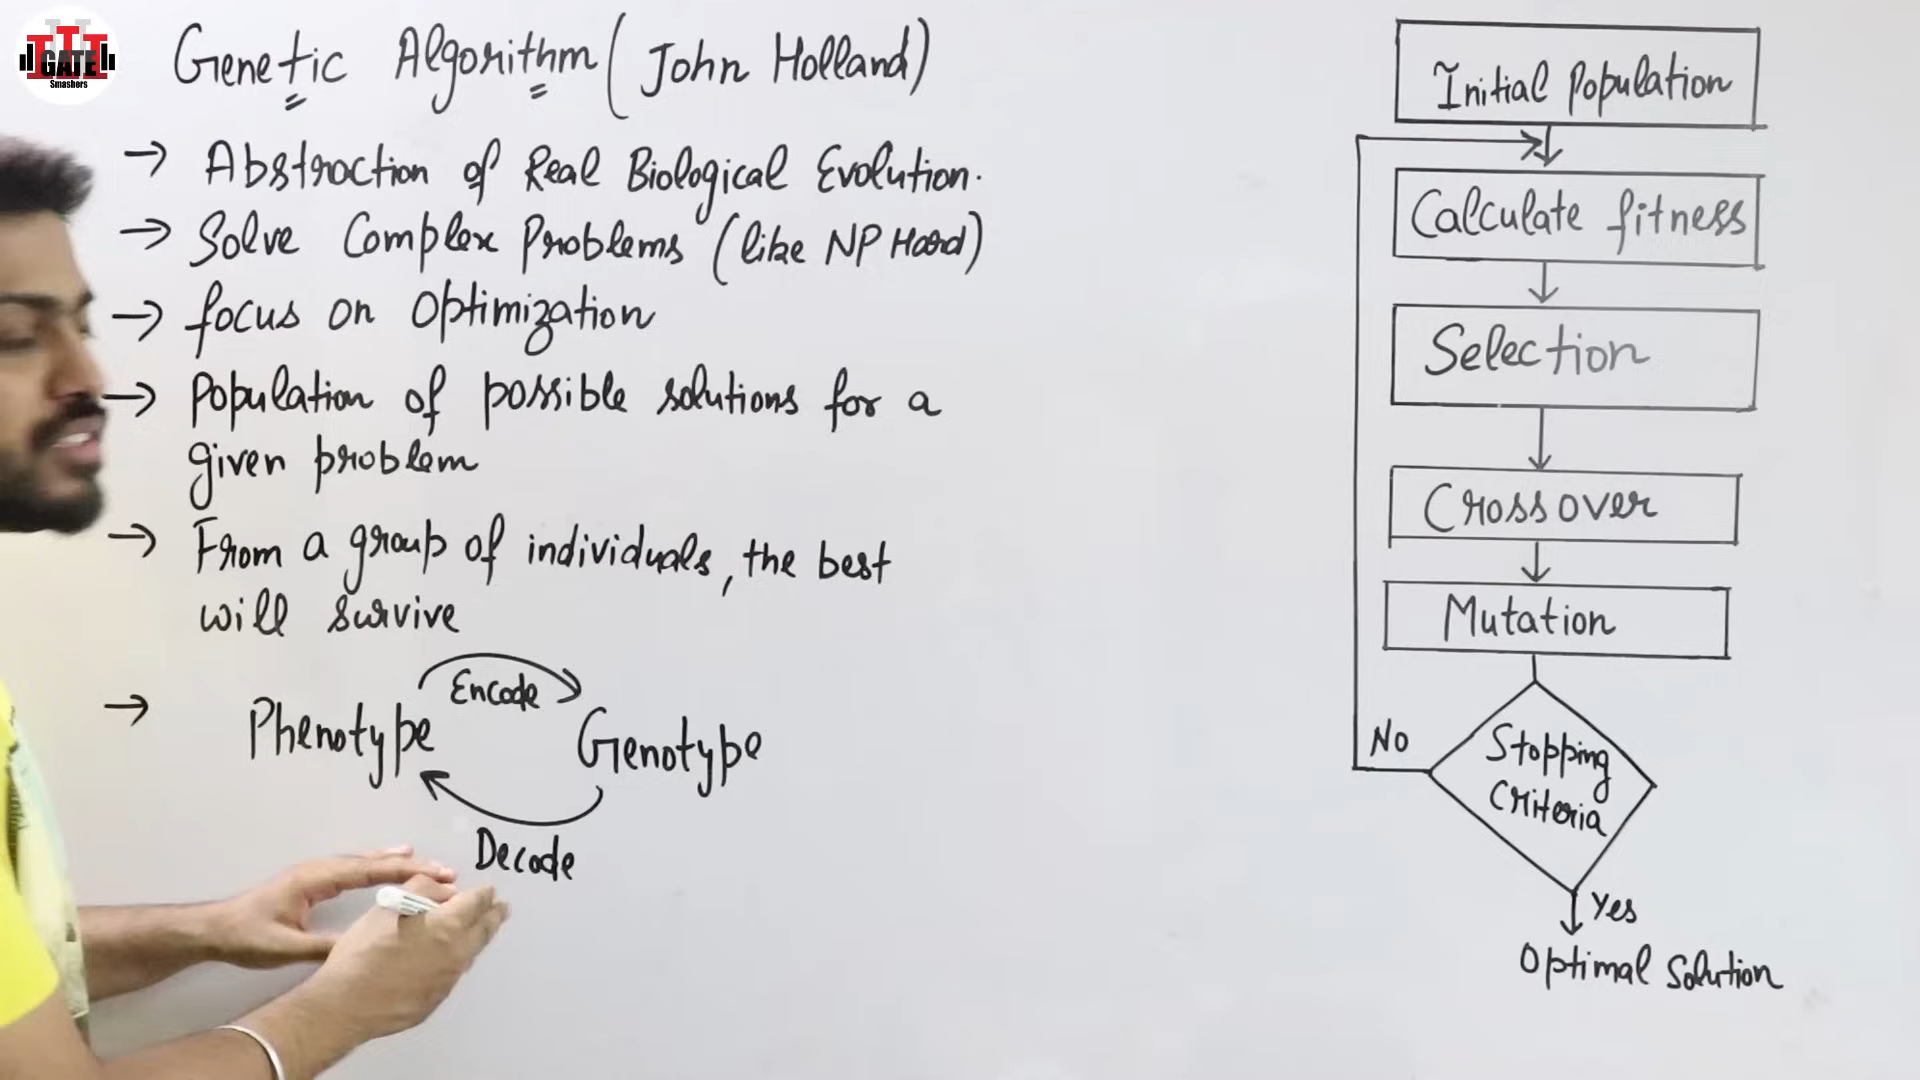 GATE
Smashers
Genetic Algorithm (John Holland)
→ Abstraction of Real Biological Evolution.
→ Solve Complex Problems (like NP Hard)
→ focus on Optimization
→ Population of possible solutions for a
given problem
→ From a group of individuals, the best
will survive
→ Encode
Phenotype Genotype
Decode
Initial Population
Calculate fitness
Selection
Crossover
Mutation
Stopping
Criteria
No
Yes
Optimal Solution